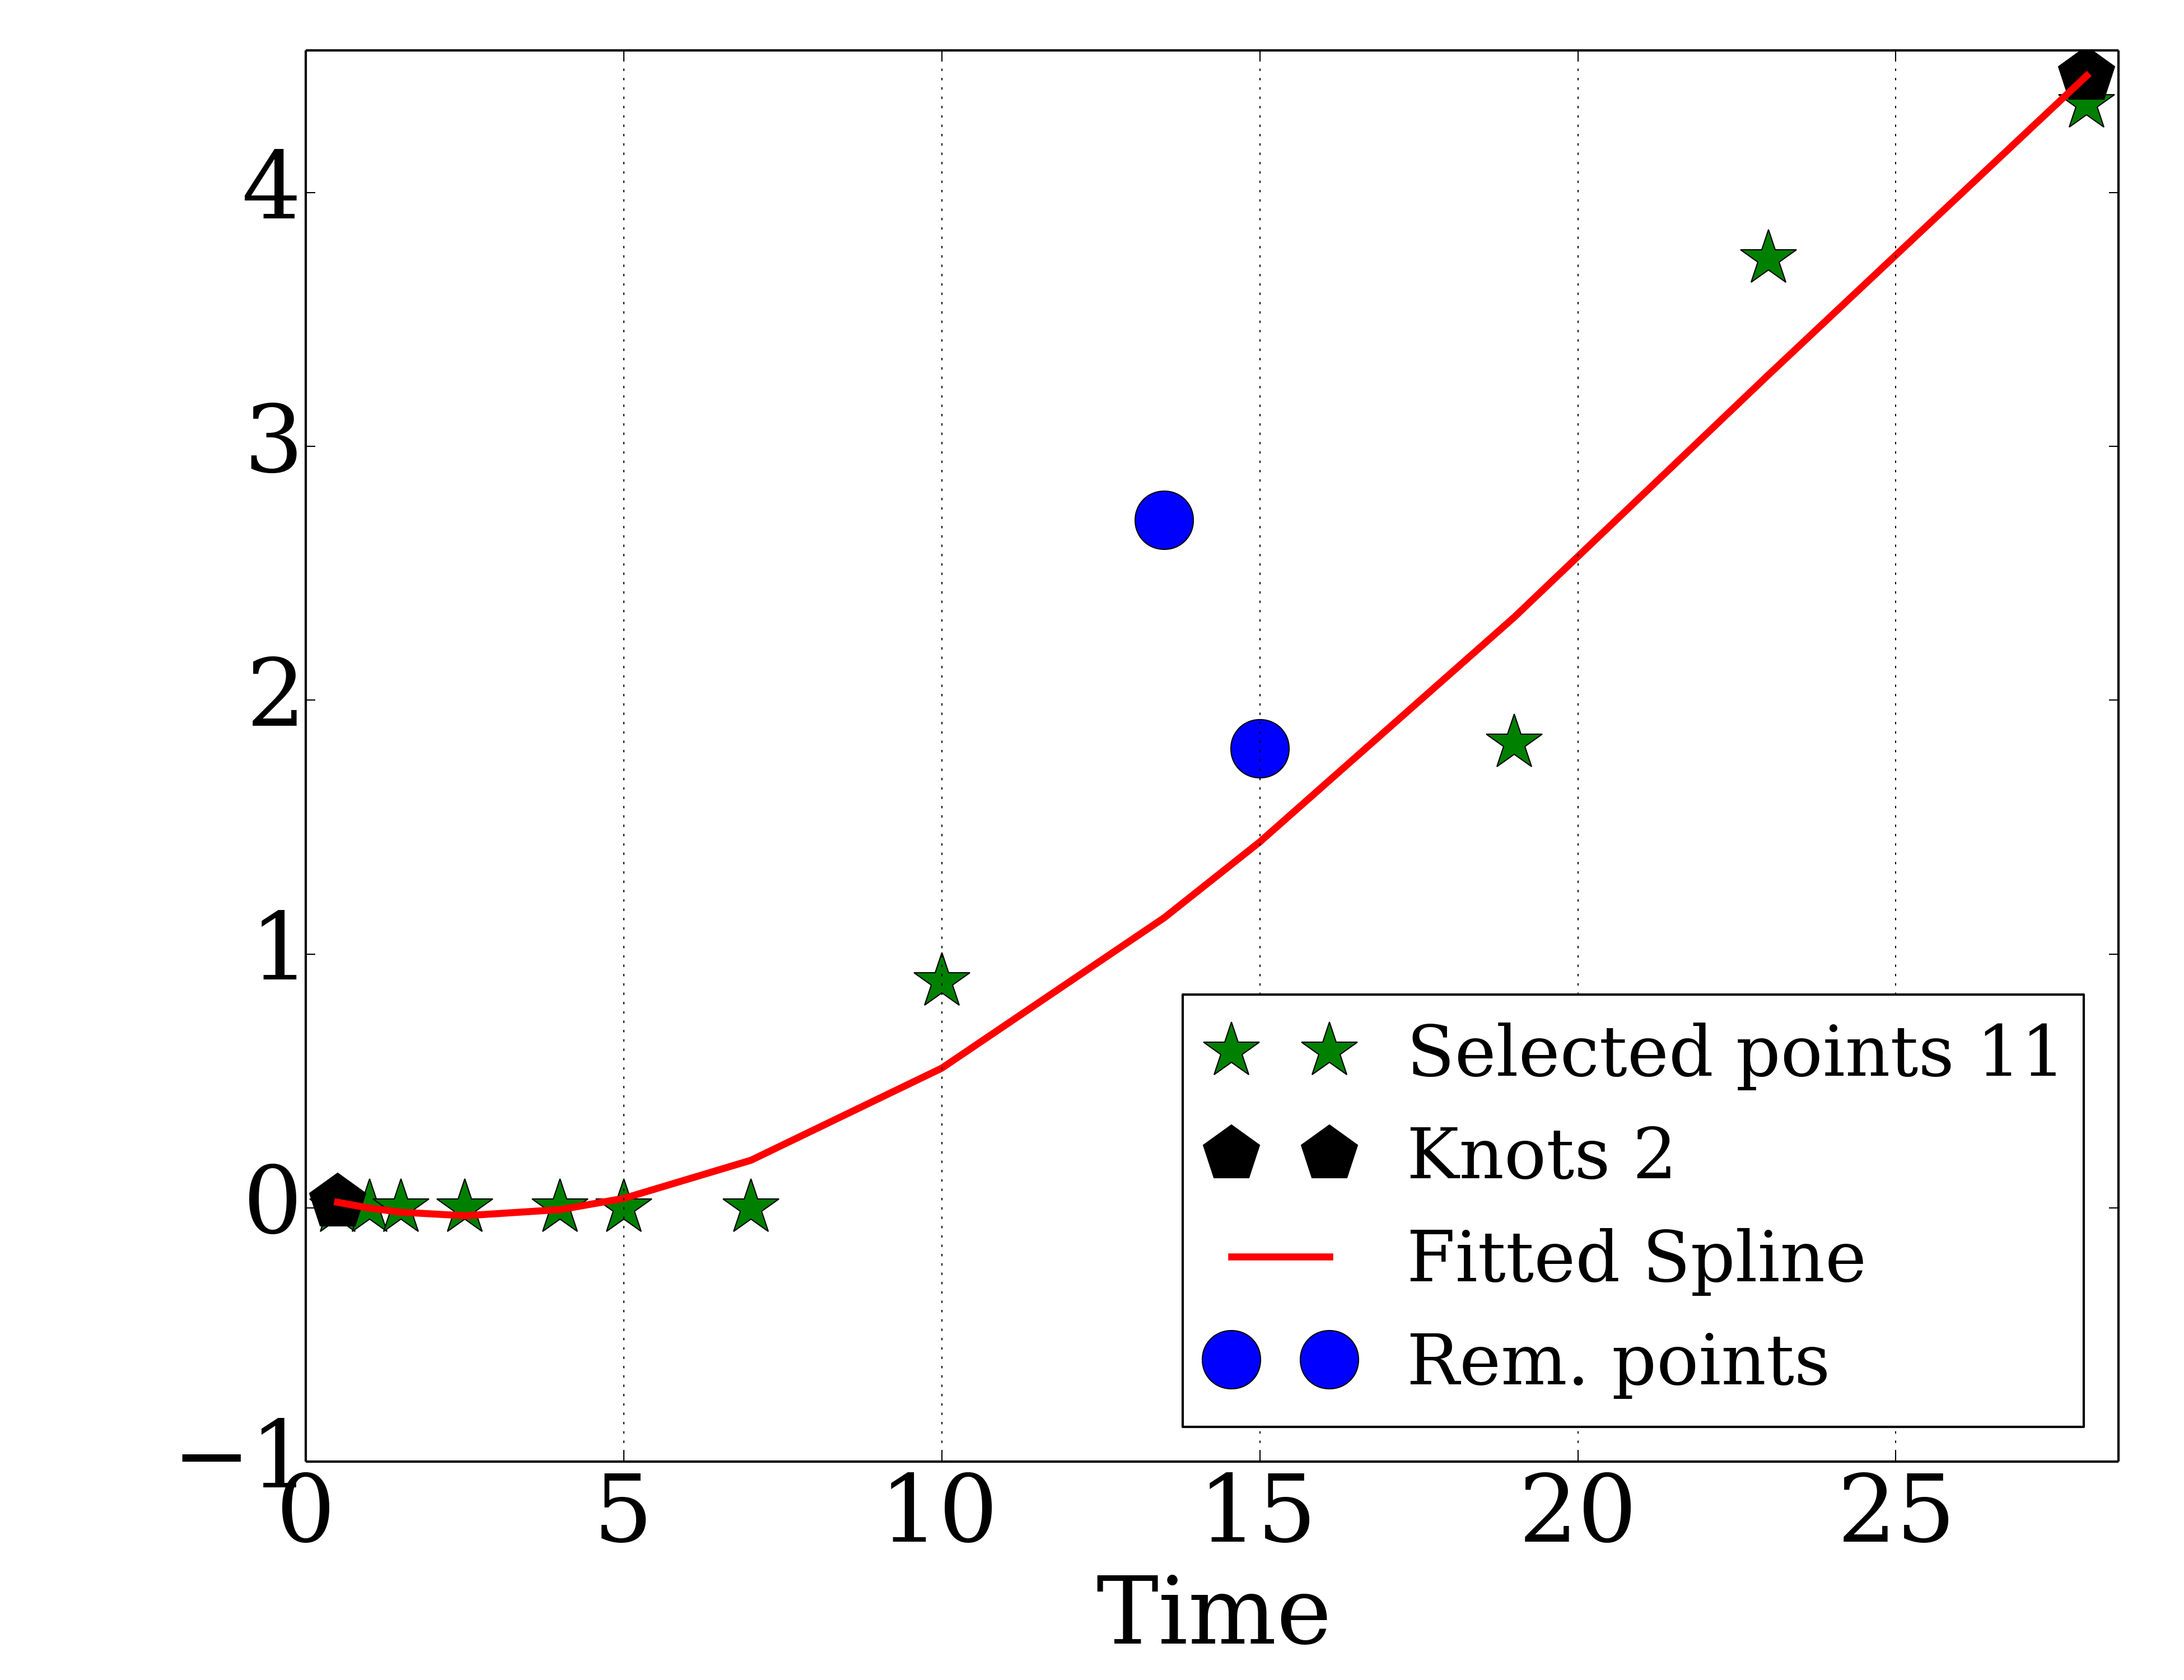 4
3
2
1
0
−1
0 5 10 15 20 25
Time
Selected points 11
Knots 2
Fitted Spline
Rem. points